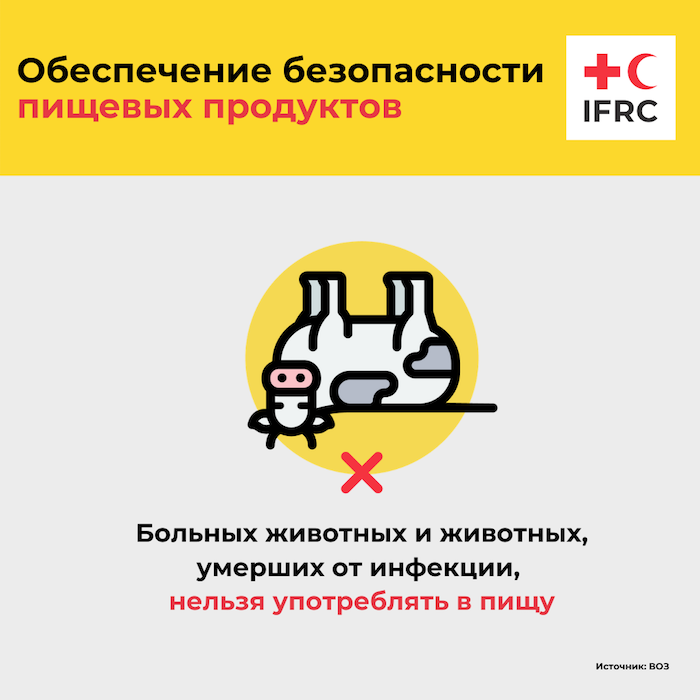 Обеспечение безопасности
пищевых продуктов
IFRC
Больных животных и животных,
умерших от инфекции,
нельзя употреблять в пищу
Источник: ВОЗ